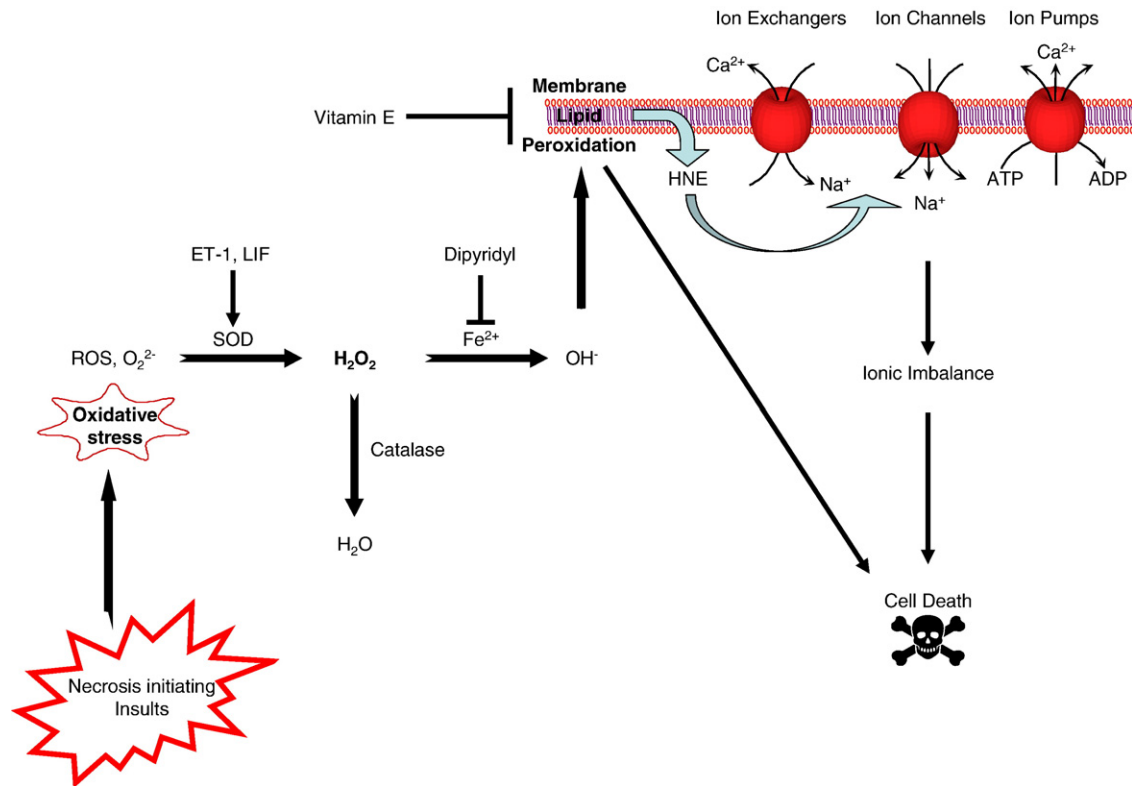 Ion Exchangers
Ion Channels
Ion Pumps
Ca²⁺
Ca²⁺
Membrane
Lipid
Peroxidation
Vitamin E
HNE
Na⁺
Na⁺
ATP
ADP
ET-1, LIF
Dipyridyl
SOD
Fe²⁺
ROS, O₂²⁻
H₂O₂
OH⁻
Ionic Imbalance
Oxidative
stress
Catalase
H₂O
Cell Death
Necrosis initiating
Insults